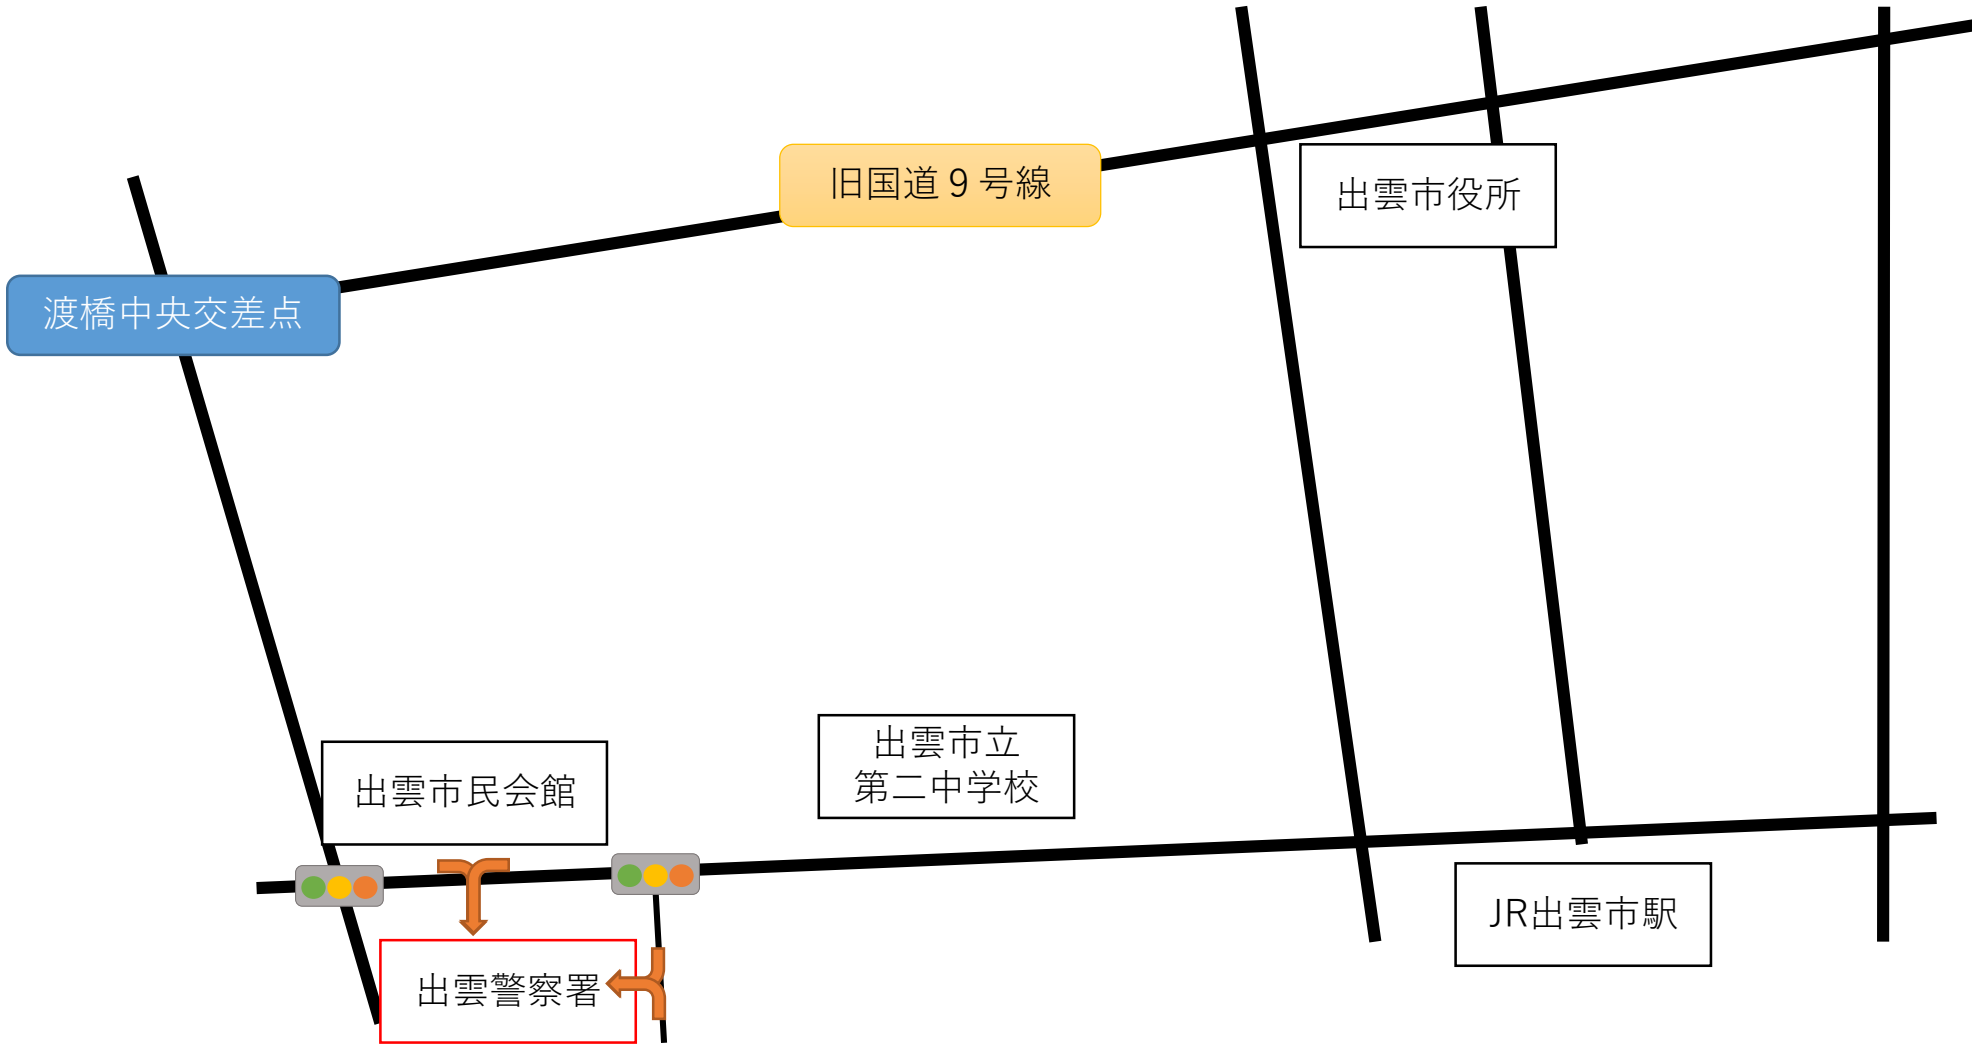 旧国道９号線
出雲市役所
渡橋中央交差点
出雲市立
第二中学校
出雲市民会館
JR出雲市駅
出雲警察署